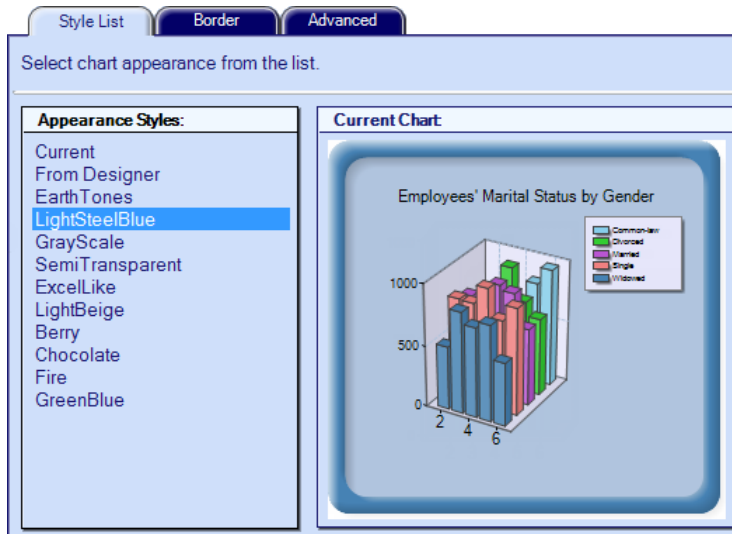 Style List
Border
Advanced
Select chart appearance from the list.
Appearance Styles:
Current
From Designer
EarthTones
LightSteelBlue
GrayScale
SemiTransparent
ExcelLike
LightBeige
Berry
Chocolate
Fire
GreenBlue
Current Chart:
Employees' Marital Status by Gender
Common-law
Divorced
Married
Single
Widowed
1000
500
0
2 4 6